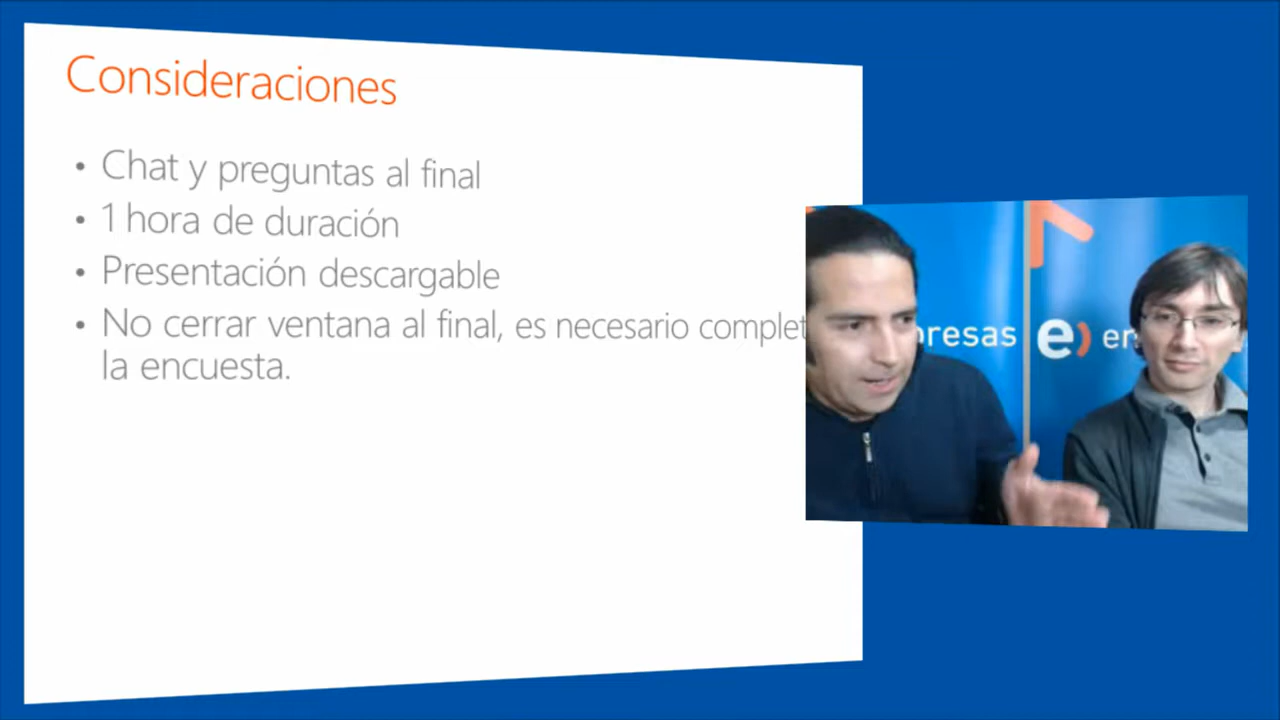 Consideraciones
• Chat y preguntas al final
• 1 hora de duración
• Presentación descargable
• No cerrar ventana al final, es necesario complet
la encuesta.
presas
e) en